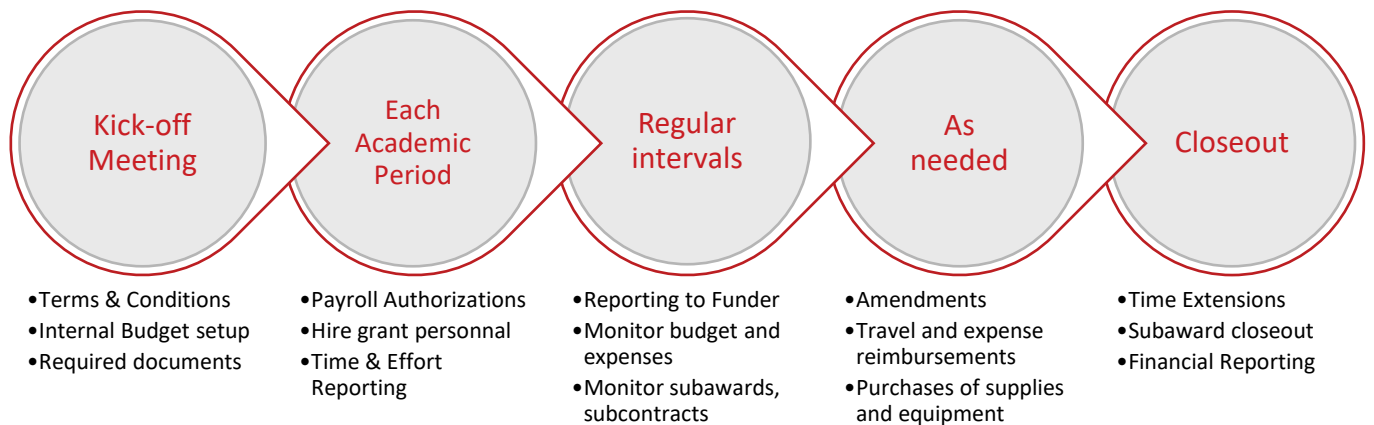 Kick-off
Meeting
Each
Academic
Period
Regular
intervals
As
needed
Closeout
•Terms & Conditions
•Internal Budget setup
•Required documents
•Payroll Authorizations
•Hire grant personnal
•Time & Effort
Reporting
•Reporting to Funder
•Monitor budget and
expenses
•Monitor subawards,
subcontracts
•Amendments
•Travel and expense
reimbursements
•Purchases of supplies
and equipment
•Time Extensions
•Subaward closeout
•Financial Reporting